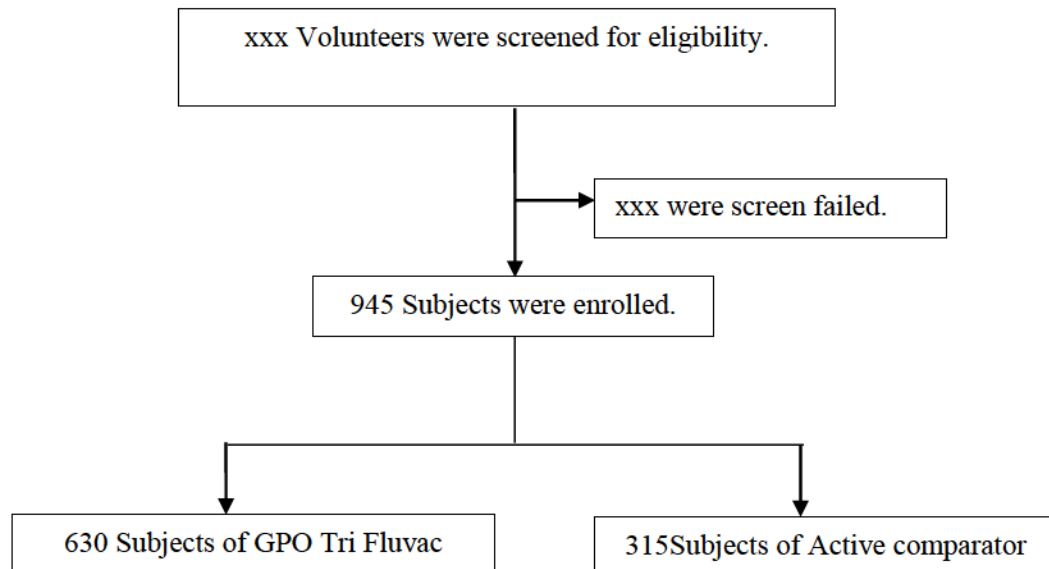 xxx Volunteers were screened for eligibility.
xxx were screen failed.
945 Subjects were enrolled.
630 Subjects of GPO Tri Fluvac
315Subjects of Active comparator